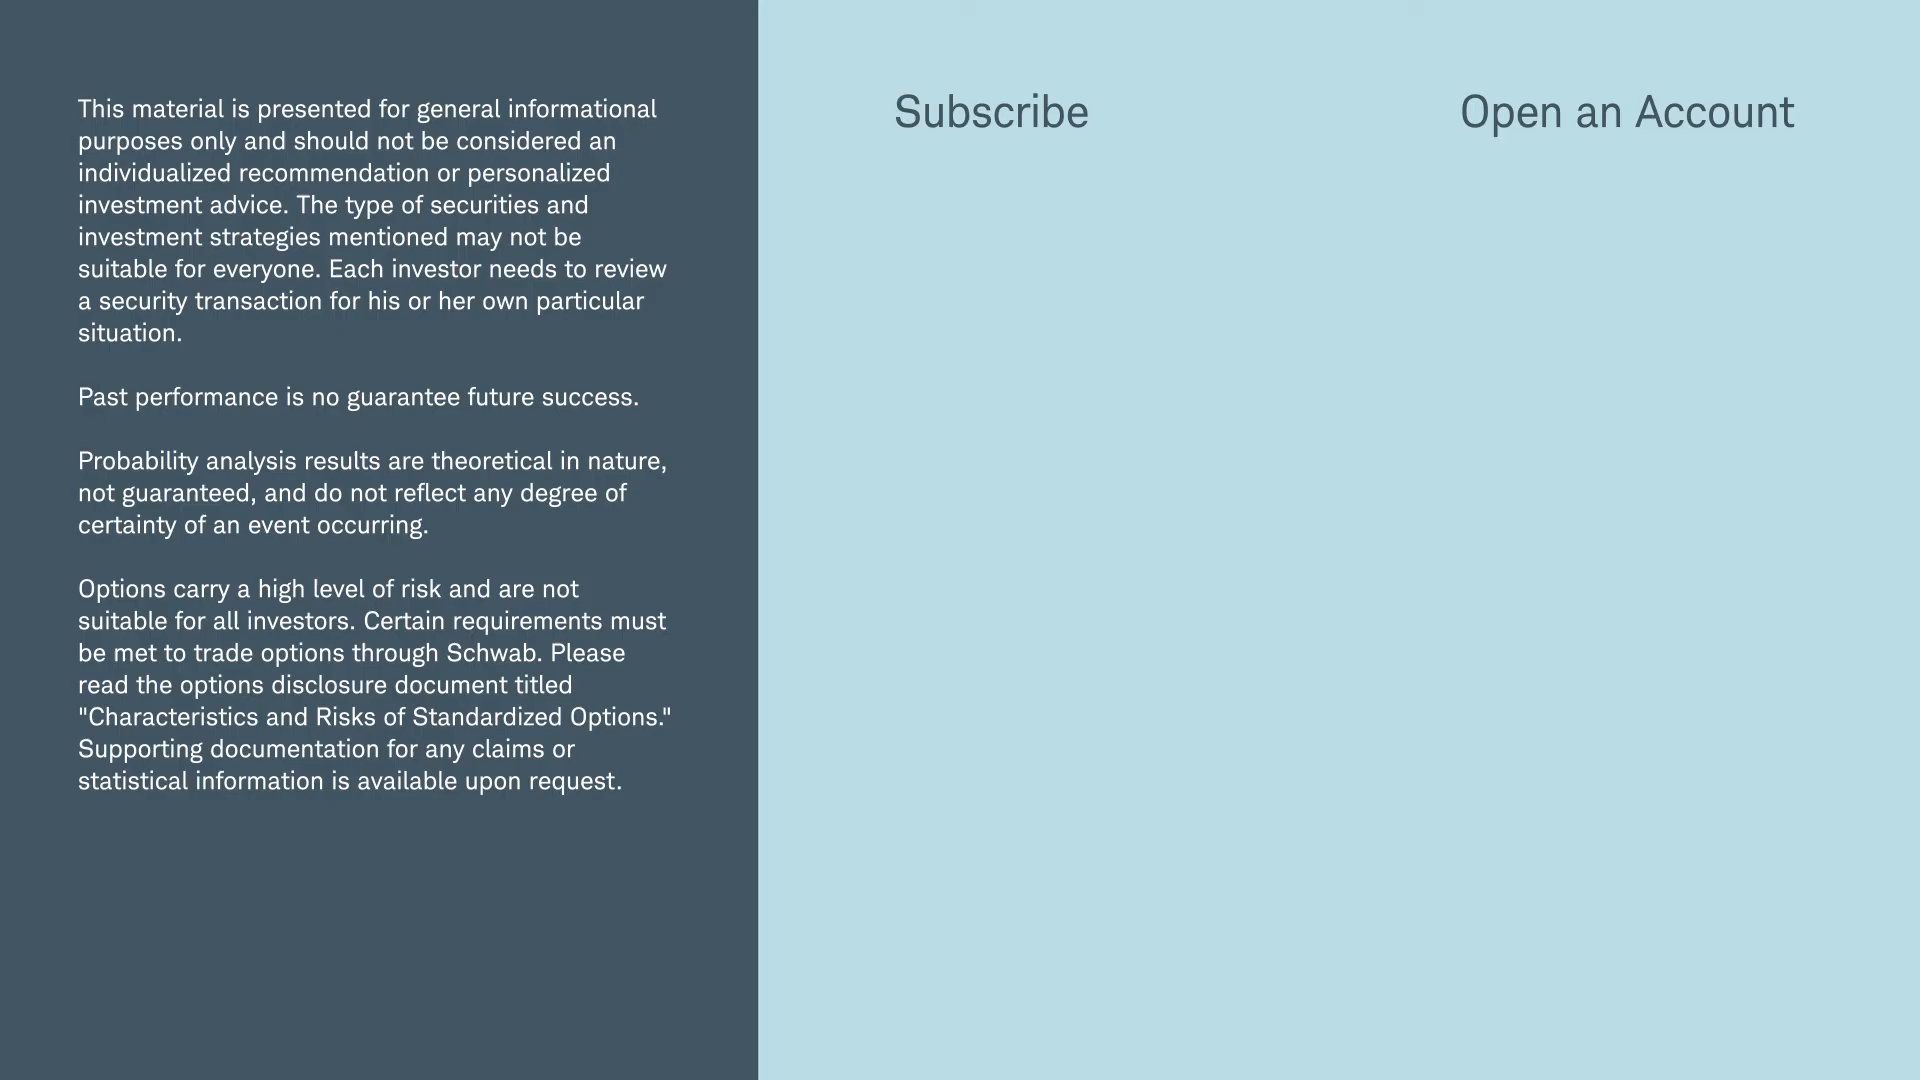 This material is presented for general informational
purposes only and should not be considered an
individualized recommendation or personalized
investment advice. The type of securities and
investment strategies mentioned may not be
suitable for everyone. Each investor needs to review
a security transaction for his or her own particular
situation.
Past performance is no guarantee future success.
Probability analysis results are theoretical in nature,
not guaranteed, and do not reflect any degree of
certainty of an event occurring.
Options carry a high level of risk and are not
suitable for all investors. Certain requirements must
be met to trade options through Schwab. Please
read the options disclosure document titled
"Characteristics and Risks of Standardized Options."
Supporting documentation for any claims or
statistical information is available upon request.
Subscribe
Open an Account